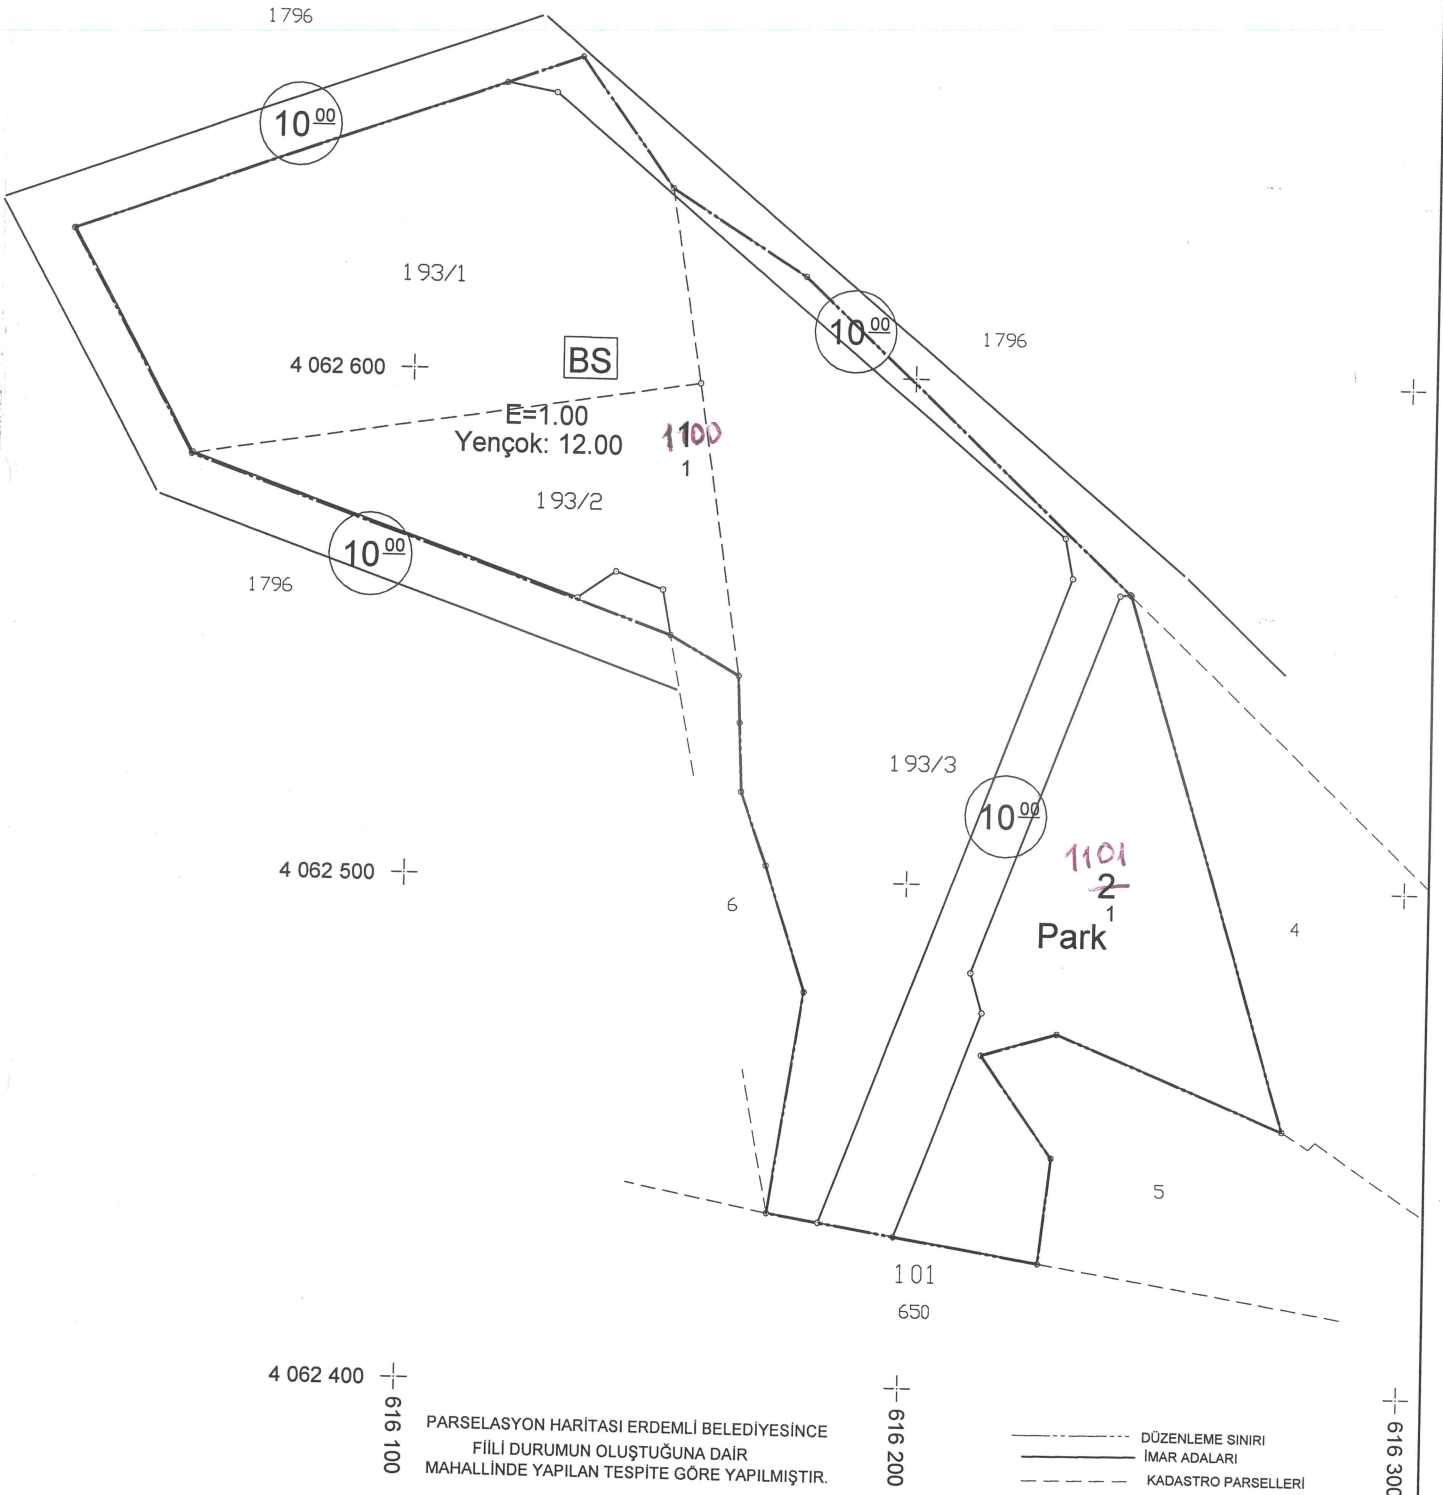 1796
10 00
193/1
10 00
1796
4 062 600
BS
E=1.00
Yençok: 12.00
1100
1
193/2
10 00
1796
193/3
10 00
1101
2
1
Park
4 062 500
6
4
5
101
650
4 062 400
616 100
616 200
616 300
PARSELASYON HARİTASI ERDEMLİ BELEDİYESİNCE
FİİLİ DURUMUN OLUŞTUĞUNA DAİR
MAHALLİNDE YAPILAN TESPİTE GÖRE YAPILMIŞTIR.
DÜZENLEME SINIRI
İMAR ADALARI
KADASTRO PARSELLERİ